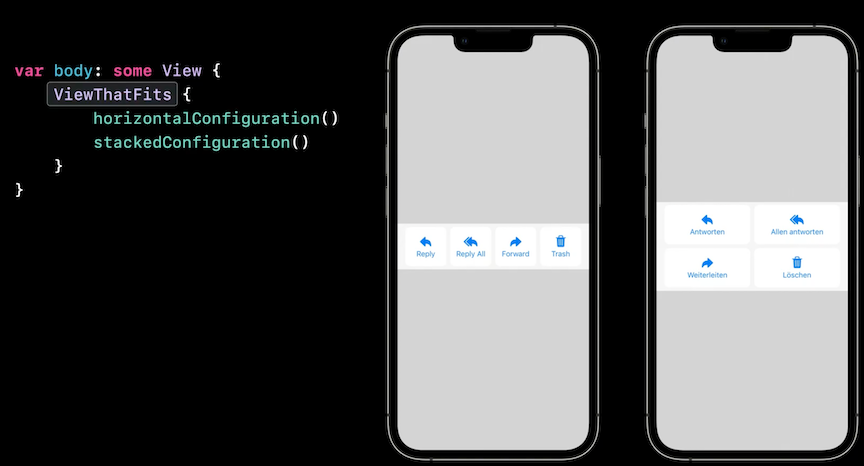 var body: some View {
ViewThatFits {
horizontalConfiguration()
stackedConfiguration()
}
}
Reply Reply All Forward Trash
Antworten Allen antworten
Weiterleiten Löschen